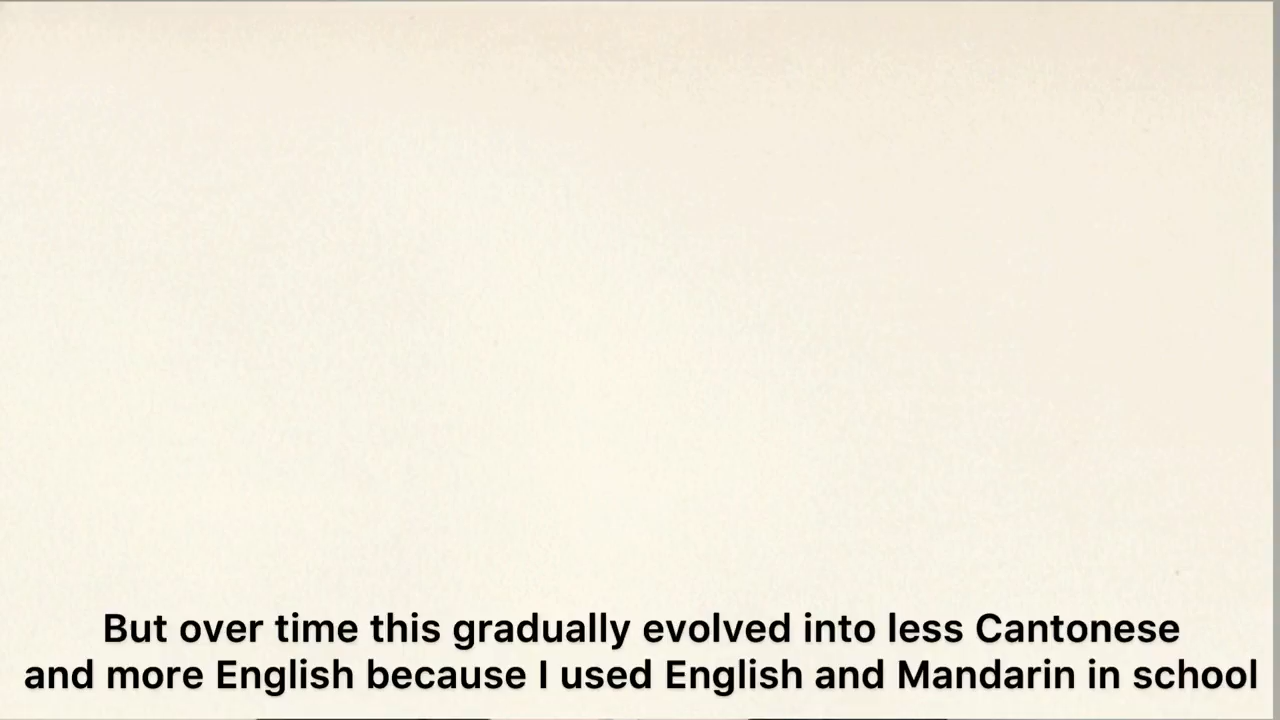 But over time this gradually evolved into less Cantonese
and more English because I used English and Mandarin in school